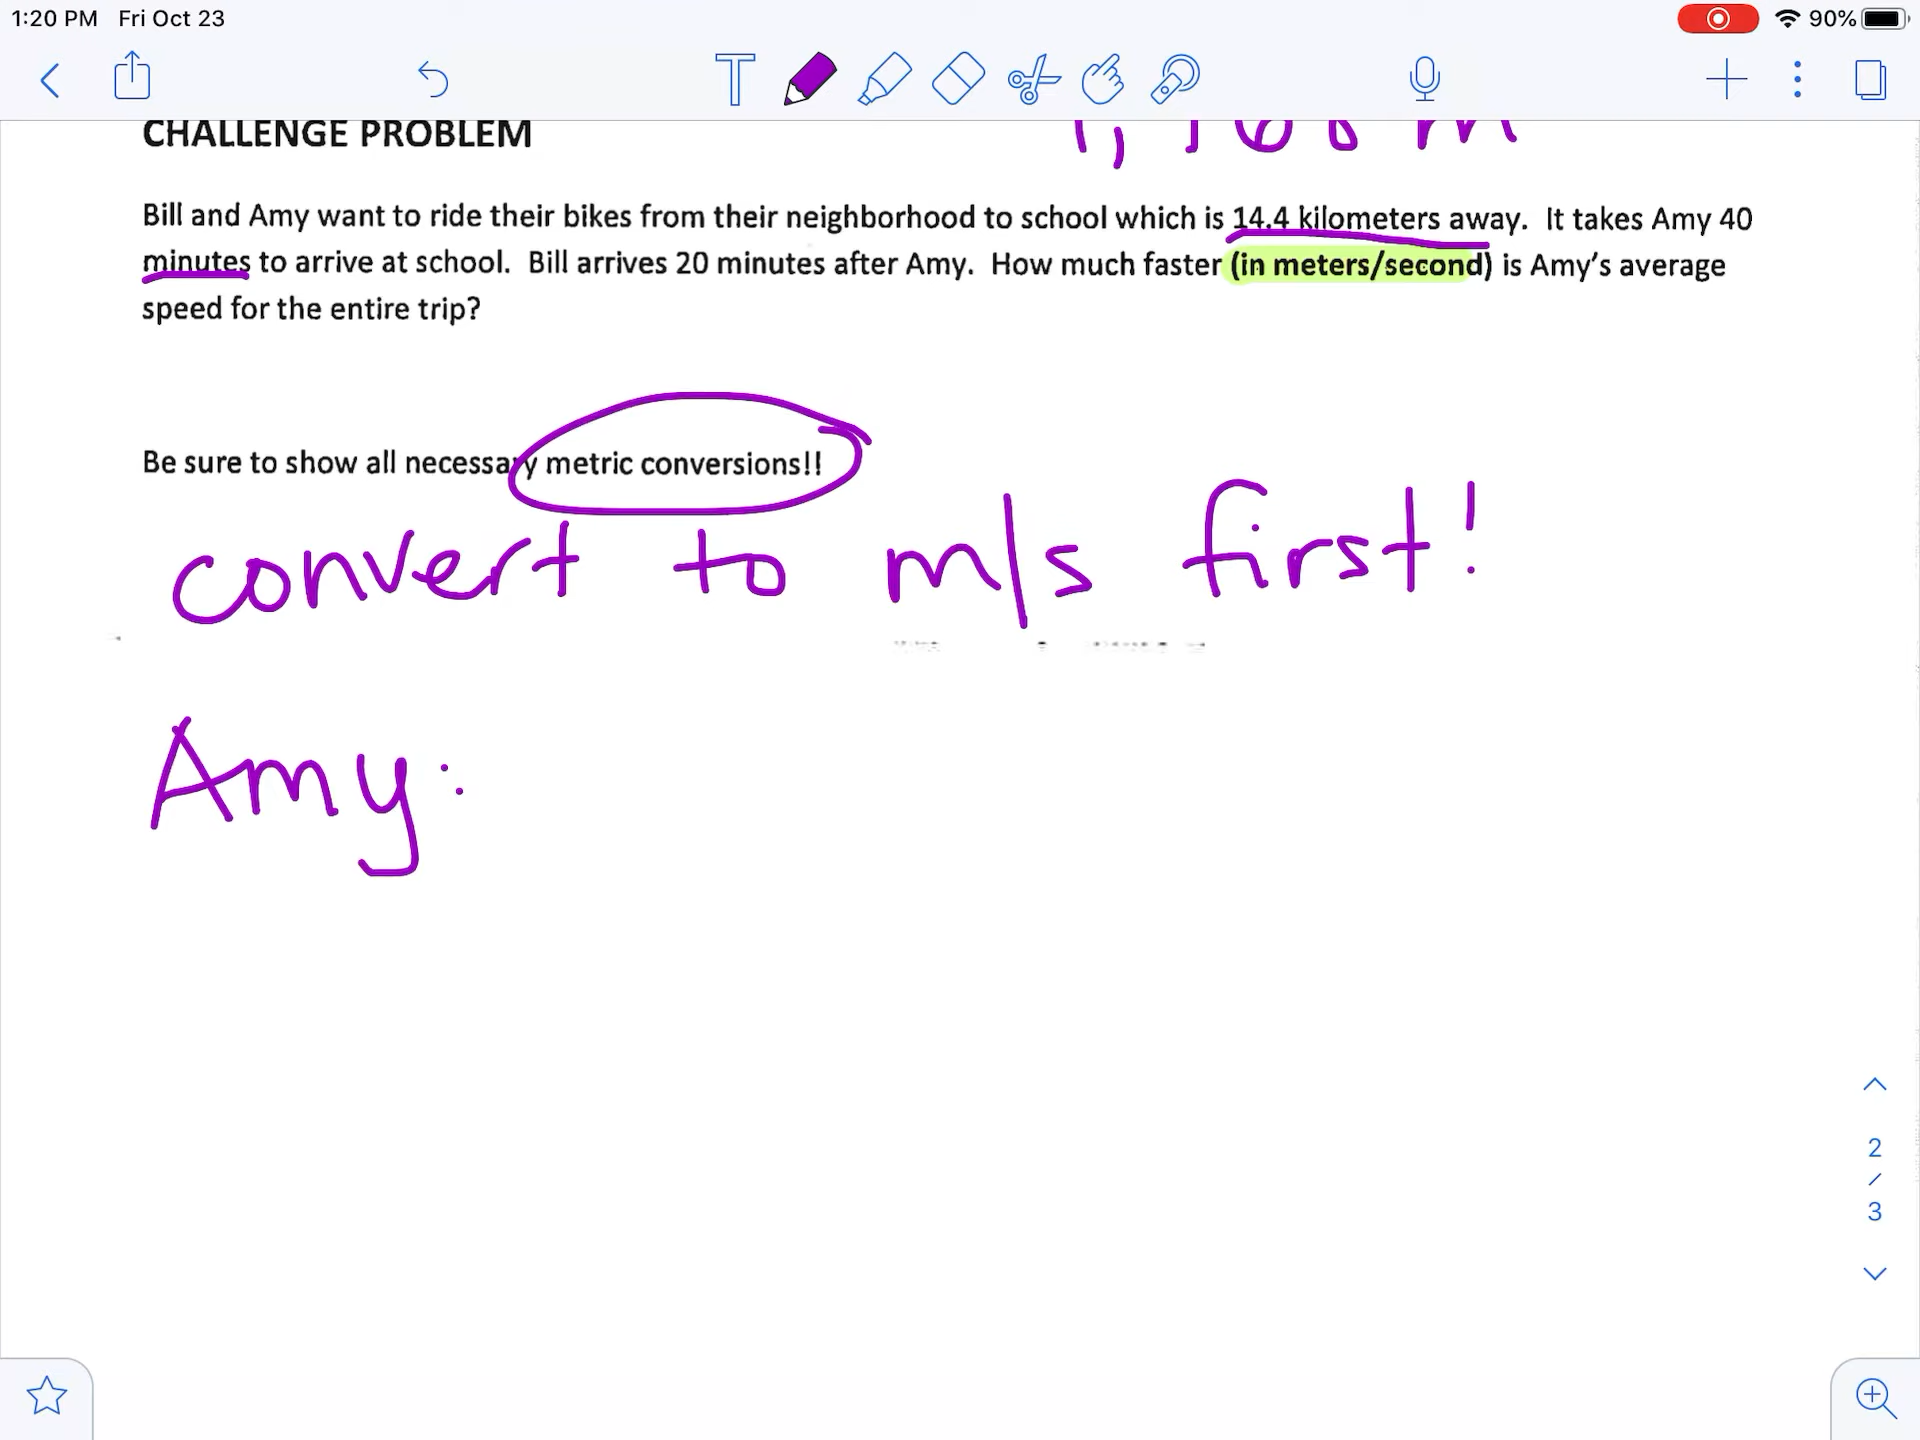 1:20 PM Fri Oct 23 90%
CHALLENGE PROBLEM
Bill and Amy want to ride their bikes from their neighborhood to school which is 14.4 kilometers away. It takes Amy 40
minutes to arrive at school. Bill arrives 20 minutes after Amy. How much faster (in meters/second) is Amy's average
speed for the entire trip?
Be sure to show all necessary metric conversions!!
convert to m/s first!
Amy:
2
/
3